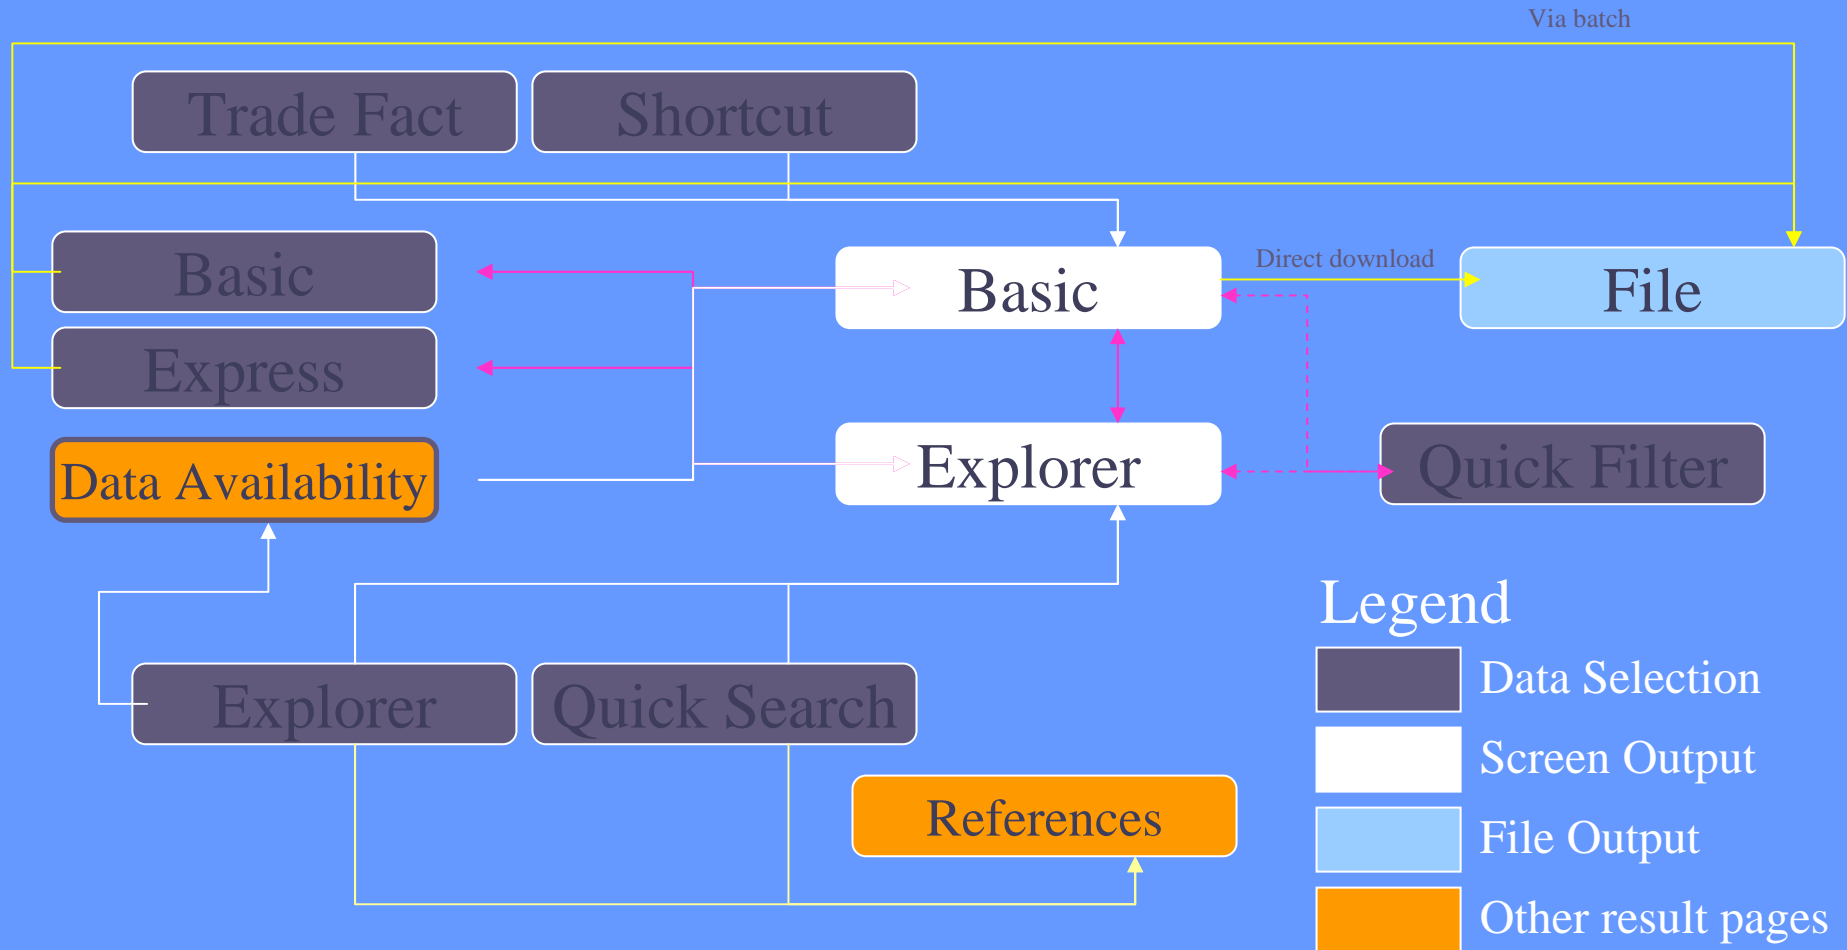 Via batch
Trade Fact
Shortcut
Basic
Basic
Direct download
File
Express
Data Availability
Explorer
Quick Filter
Explorer
Quick Search
References
Legend
Data Selection
Screen Output
File Output
Other result pages